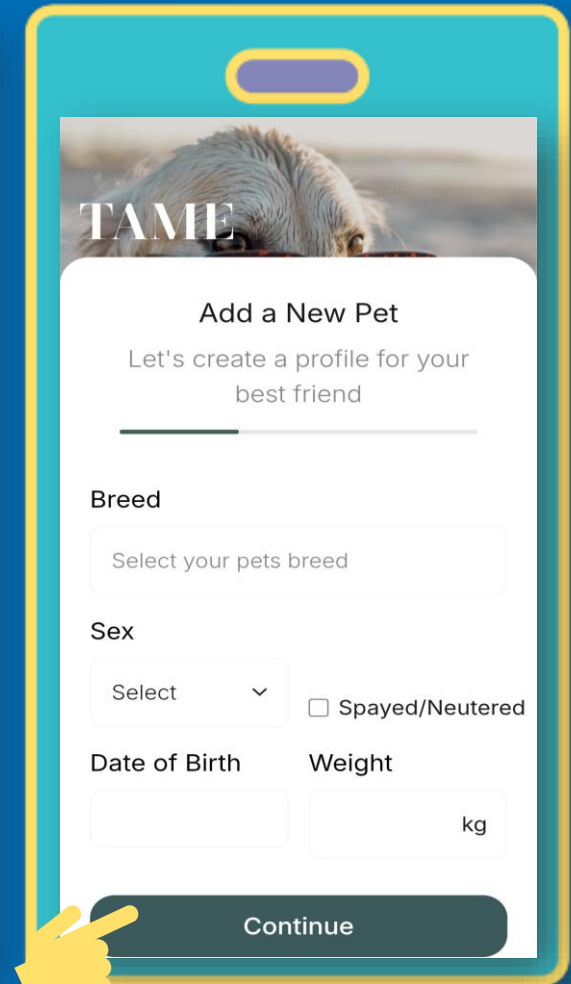 TAME
Add a New Pet
Let's create a profile for your
best friend
Breed
Select your pets breed
Sex
Select
Spayed/Neutered
Date of Birth
Weight
kg
Continue